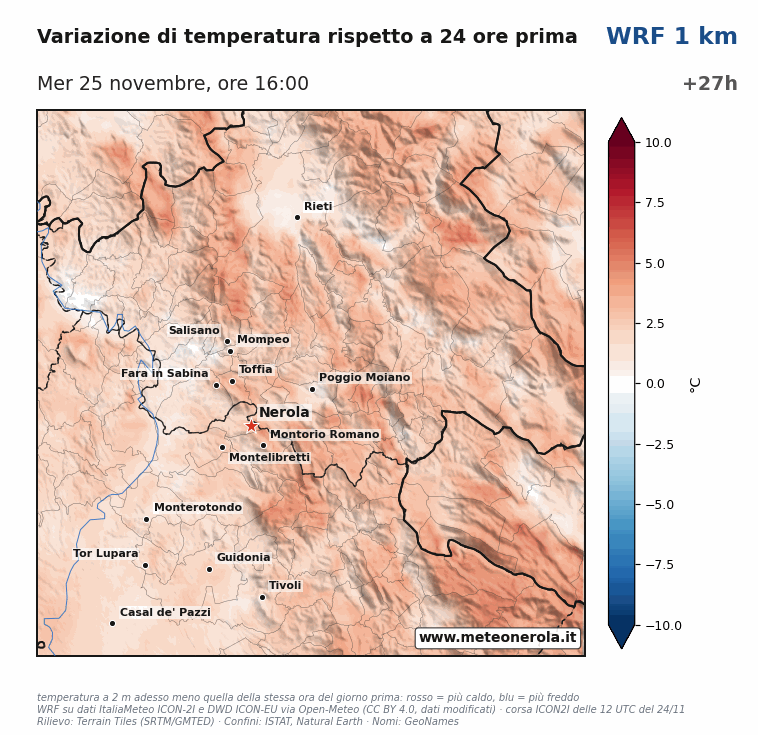 Variazione di temperatura rispetto a 24 ore prima
WRF 1 km
Mer 25 novembre, ore 16:00
+27h
Rieti
Salisano
Mompeo
Toffia
Fara in Sabina
Poggio Moiano
Nerola
Montorio Romano
Montelibretti
Monterotondo
Tor Lupara
Guidonia
Tivoli
Casal de' Pazzi
www.meteonerola.it
10.0
7.5
5.0
2.5
0.0
−2.5
−5.0
−7.5
−10.0
°C
temperatura a 2 m adesso meno quella della stessa ora del giorno prima: rosso = più caldo, blu = più freddo
WRF su dati ItaliaMeteo ICON-2I e DWD ICON-EU via Open-Meteo (CC BY 4.0, dati modificati) · corsa ICON2I delle 12 UTC del 24/11
Rilievo: Terrain Tiles (SRTM/GMTED) · Confini: ISTAT, Natural Earth · Nomi: GeoNames